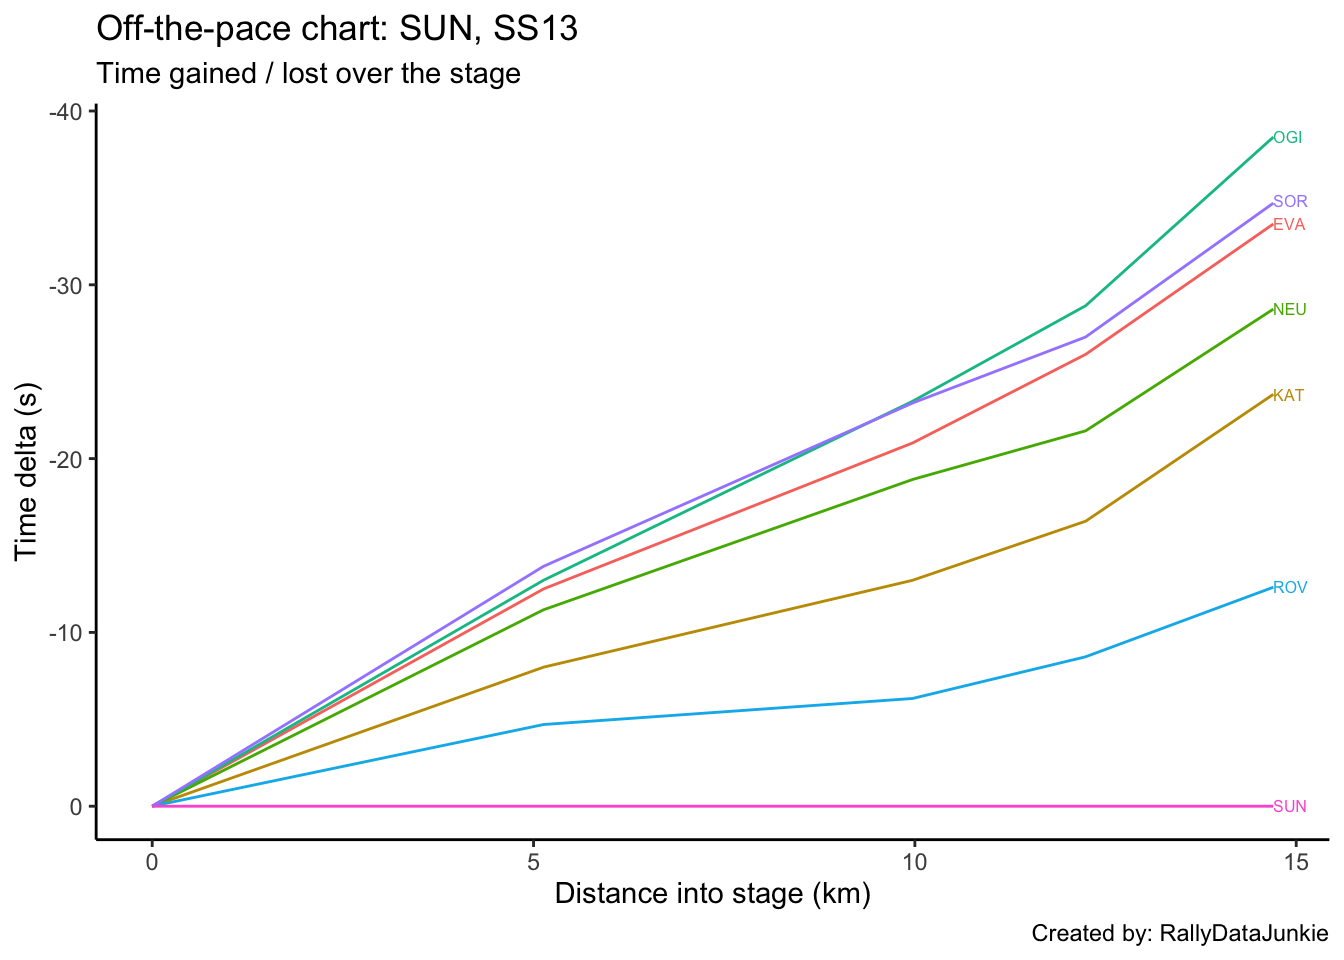 Off-the-pace chart: SUN, SS13
Time gained / lost over the stage
-40
-30
-20
-10
0
Time delta (s)
OGI
SOR
EVA
NEU
KAT
ROV
SUN
0 5 10 15
Distance into stage (km)
Created by: RallyDataJunkie